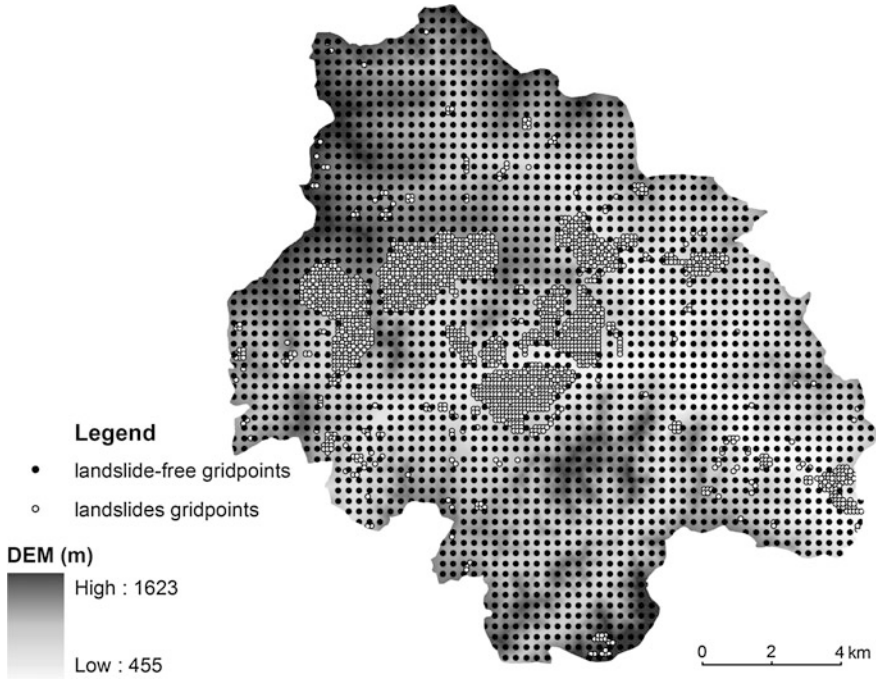 Legend
landslide-free gridpoints
landslides gridpoints
DEM (m)
High : 1623
Low : 455
0 2 4 km